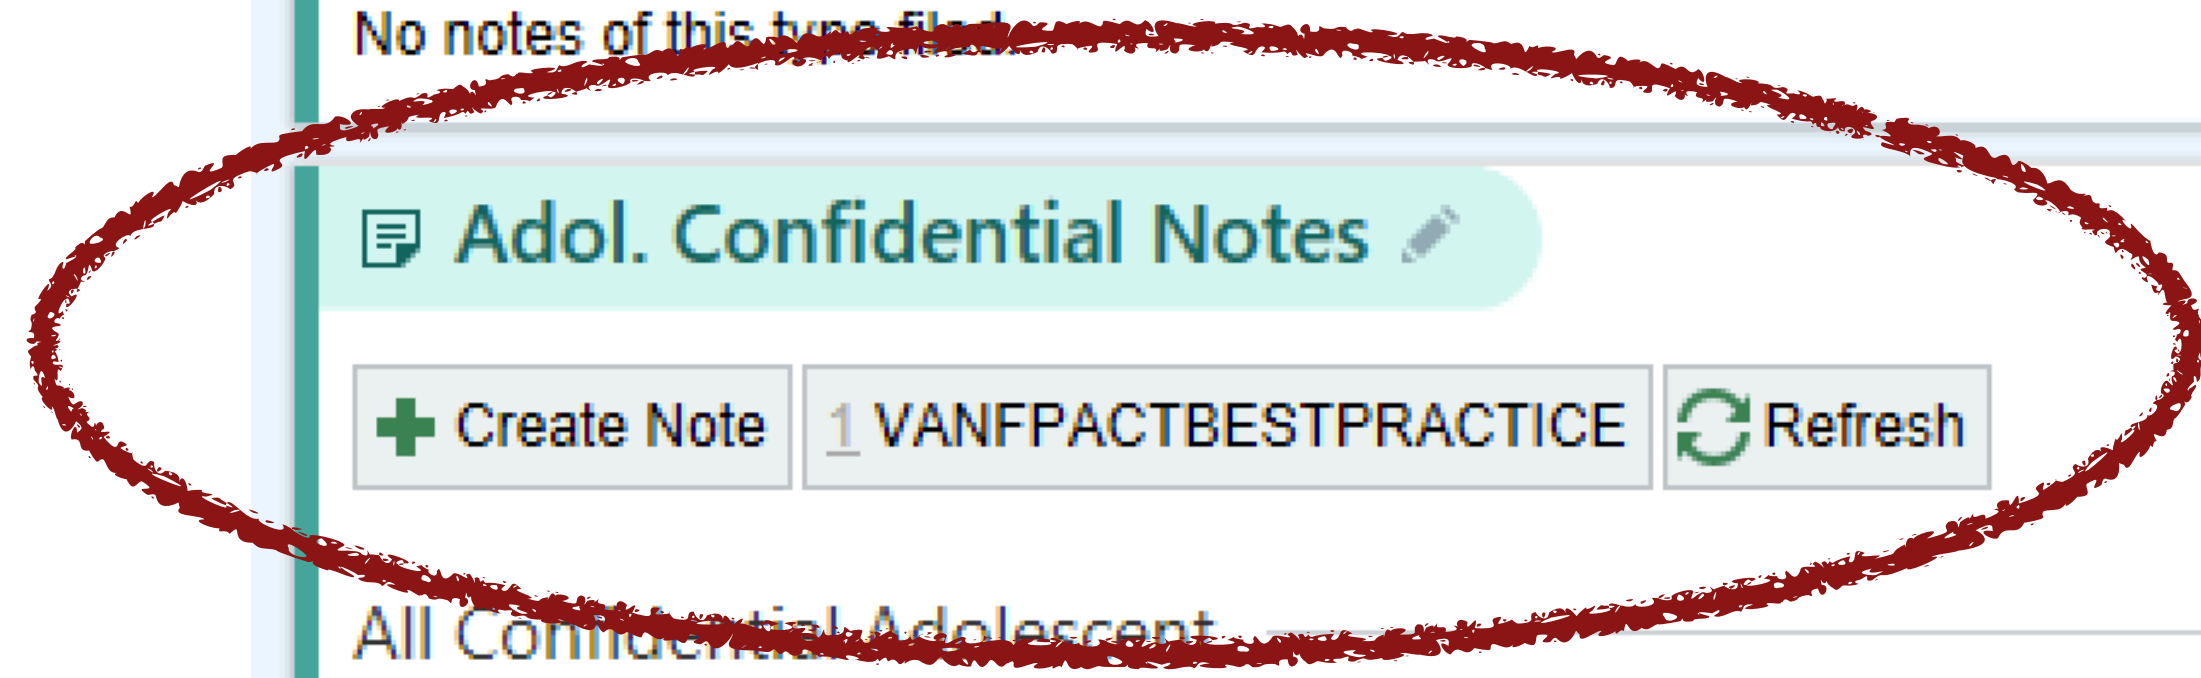 No notes of this type filed.
Adol. Confidential Notes
Create Note 1 VANFPACTBESTPRACTICE Refresh
All Confidential Adolescent